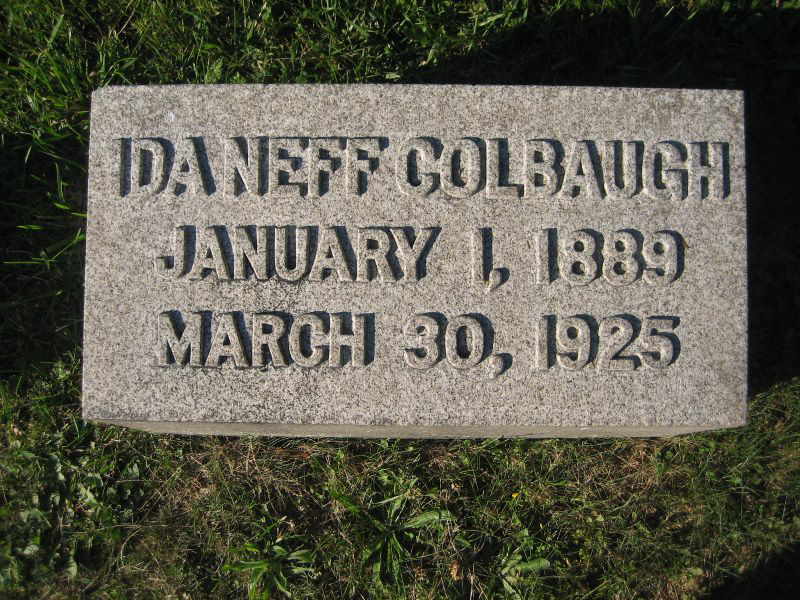 IDA NEFF COLBAUGH
JANUARY 1, 1889
MARCH 30, 1925